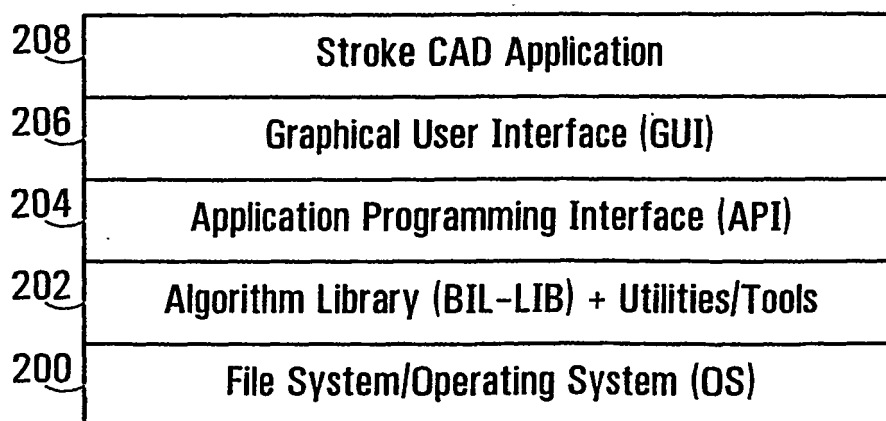 208 Stroke CAD Application
206 Graphical User Interface (GUI)
204 Application Programming Interface (API)
202 Algorithm Library (BIL-LIB) + Utilities/Tools
200 File System/Operating System (OS)